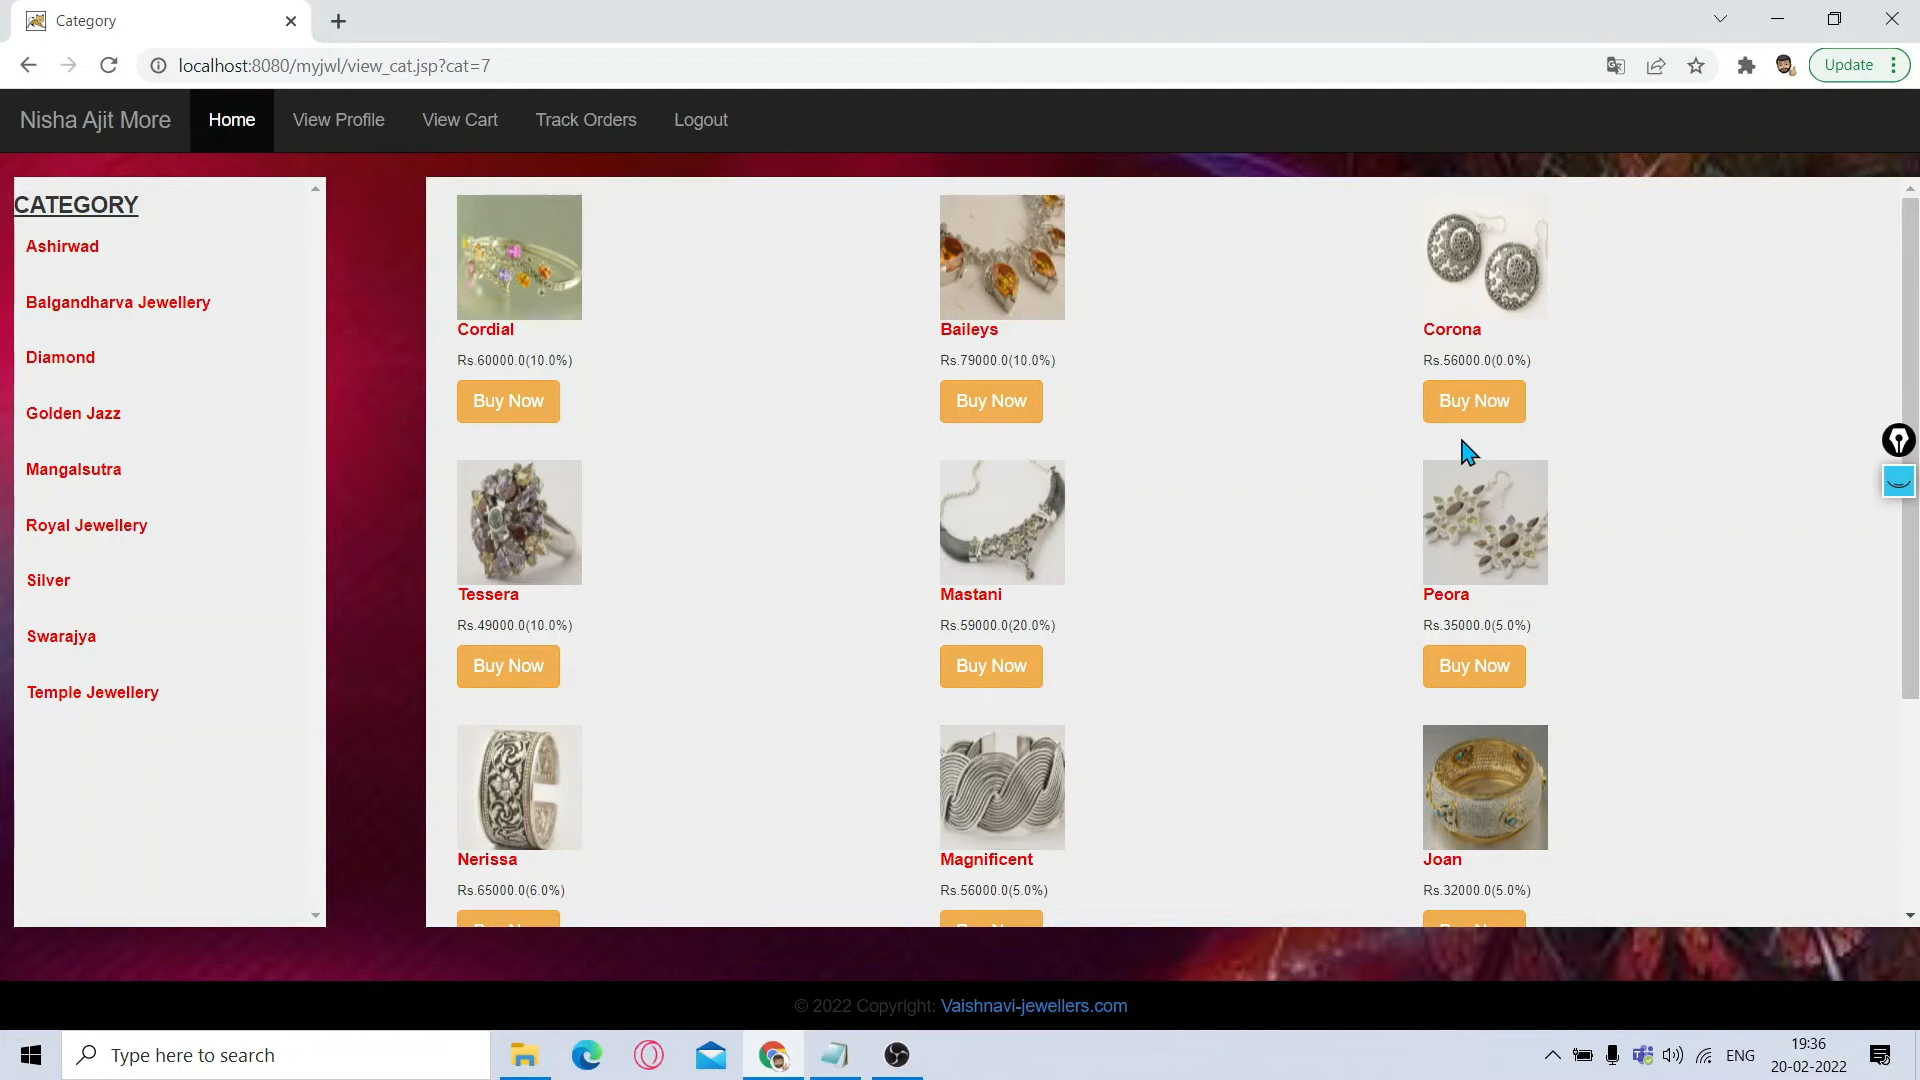 Category
localhost:8080/myjwl/view_cat.jsp?cat=7
Update
Nisha Ajit More
Home
View Profile
View Cart
Track Orders
Logout
CATEGORY
Ashirwad
Balgandharva Jewellery
Diamond
Golden Jazz
Mangalsutra
Royal Jewellery
Silver
Swarajya
Temple Jewellery
Cordial
Rs.60000.0(10.0%)
Buy Now
Baileys
Rs.79000.0(10.0%)
Buy Now
Corona
Rs.56000.0(0.0%)
Buy Now
Tessera
Rs.49000.0(10.0%)
Buy Now
Mastani
Rs.59000.0(20.0%)
Buy Now
Peora
Rs.35000.0(5.0%)
Buy Now
Nerissa
Rs.65000.0(6.0%)
Magnificent
Rs.56000.0(5.0%)
Joan
Rs.32000.0(5.0%)
© 2022 Copyright: Vaishnavi-jewellers.com
Type here to search
ENG
19:36
20-02-2022